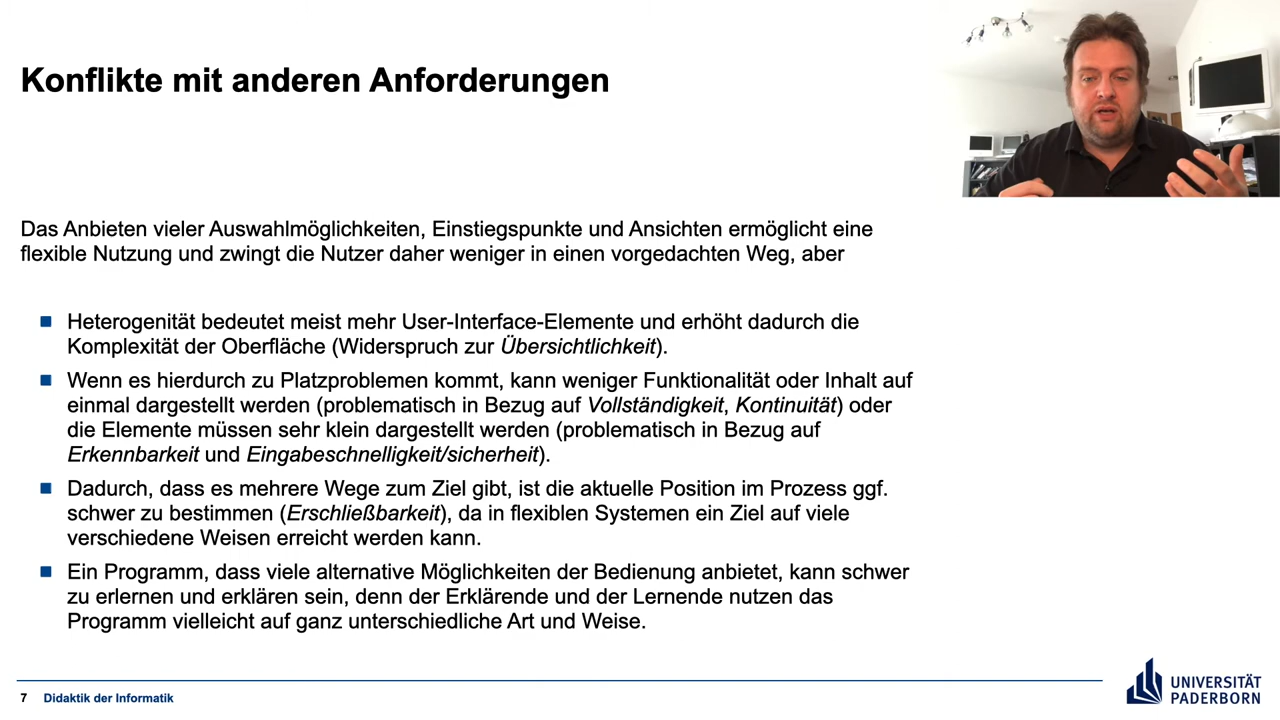 Konflikte mit anderen Anforderungen
Das Anbieten vieler Auswahlmöglichkeiten, Einstiegspunkte und Ansichten ermöglicht eine
flexible Nutzung und zwingt die Nutzer daher weniger in einen vorgedachten Weg, aber
Heterogenität bedeutet meist mehr User-Interface-Elemente und erhöht dadurch die
Komplexität der Oberfläche (Widerspruch zur Übersichtlichkeit).
Wenn es hierdurch zu Platzproblemen kommt, kann weniger Funktionalität oder Inhalt auf
einmal dargestellt werden (problematisch in Bezug auf Vollständigkeit, Kontinuität) oder
die Elemente müssen sehr klein dargestellt werden (problematisch in Bezug auf
Erkennbarkeit und Eingabeschnelligkeit/sicherheit).
Dadurch, dass es mehrere Wege zum Ziel gibt, ist die aktuelle Position im Prozess ggf.
schwer zu bestimmen (Erschließbarkeit), da in flexiblen Systemen ein Ziel auf viele
verschiedene Weisen erreicht werden kann.
Ein Programm, dass viele alternative Möglichkeiten der Bedienung anbietet, kann schwer
zu erlernen und erklären sein, denn der Erklärende und der Lernende nutzen das
Programm vielleicht auf ganz unterschiedliche Art und Weise.
7 Didaktik der Informatik
UNIVERSITÄT
PADERBORN